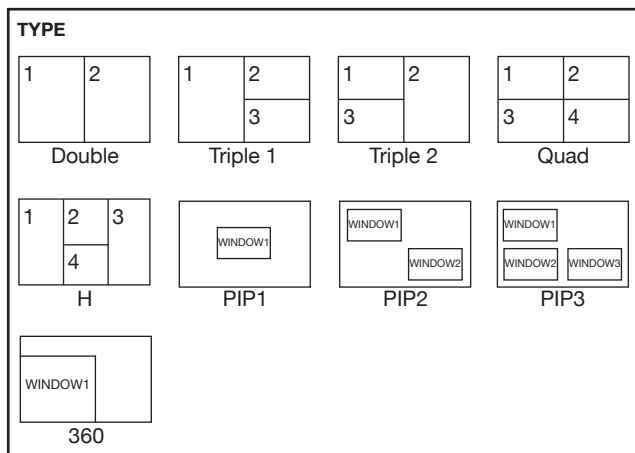 TYPE
1 2
Double
1 2
3
Triple 1
1 2
3
Triple 2
1 2
3 4
Quad
1 2 3
4
H
WINDOW1
PIP1
WINDOW1
WINDOW2
PIP2
WINDOW1
WINDOW2 WINDOW3
PIP3
WINDOW1
360